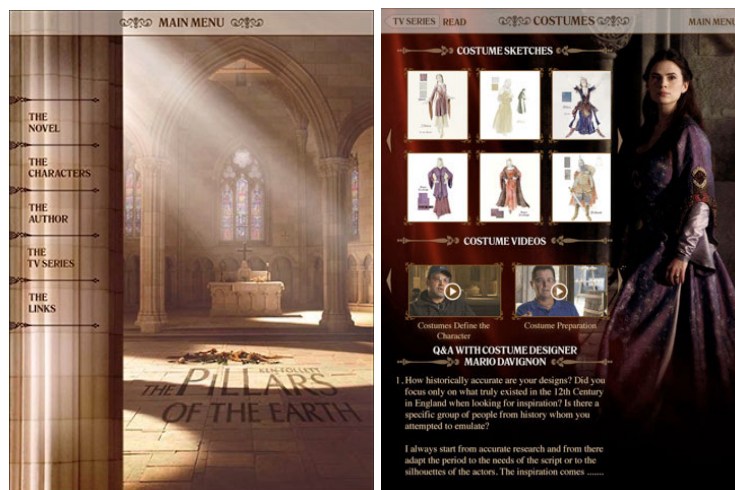 MAIN MENU
THE
NOVEL
THE
CHARACTERS
THE
AUTHOR
THE
TV SERIES
THE
LINKS
KEN FOLLETT
THE PILLARS
OF THE EARTH
TV SERIES READ COSTUMES MAIN MENU
COSTUME SKETCHES
COSTUME VIDEOS
Costumes Define the
Character
Costume Preparation
Q&A WITH COSTUME DESIGNER
MARIO DAVIGNON
1. How historically accurate are your designs? Did you
focus only on what truly existed in the 12th Century
in England when looking for inspiration? Is there a
specific group of people from history whom you
attempted to emulate?
I always start from accurate research and from there
adapt the period to the needs of the script or to the
silhouettes of the actors. The inspiration comes .......